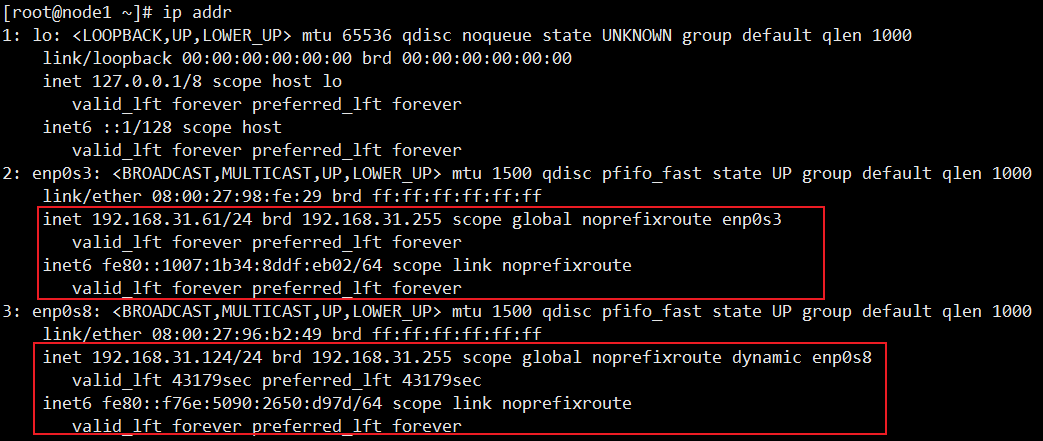 [root@node1 ~]# ip addr
1: lo: <LOOPBACK,UP,LOWER_UP> mtu 65536 qdisc noqueue state UNKNOWN group default qlen 1000
    link/loopback 00:00:00:00:00:00 brd 00:00:00:00:00:00
    inet 127.0.0.1/8 scope host lo
       valid_lft forever preferred_lft forever
    inet6 ::1/128 scope host
       valid_lft forever preferred_lft forever
2: enp0s3: <BROADCAST,MULTICAST,UP,LOWER_UP> mtu 1500 qdisc pfifo_fast state UP group default qlen 1000
    link/ether 08:00:27:98:fe:29 brd ff:ff:ff:ff:ff:ff
    inet 192.168.31.61/24 brd 192.168.31.255 scope global noprefixroute enp0s3
       valid_lft forever preferred_lft forever
    inet6 fe80::1007:1b34:8ddf:eb02/64 scope link noprefixroute
       valid_lft forever preferred_lft forever
3: enp0s8: <BROADCAST,MULTICAST,UP,LOWER_UP> mtu 1500 qdisc pfifo_fast state UP group default qlen 1000
    link/ether 08:00:27:96:b2:49 brd ff:ff:ff:ff:ff:ff
    inet 192.168.31.124/24 brd 192.168.31.255 scope global noprefixroute dynamic enp0s8
       valid_lft 43179sec preferred_lft 43179sec
    inet6 fe80::f76e:5090:2650:d97d/64 scope link noprefixroute
       valid_lft forever preferred_lft forever